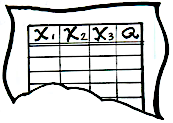 X₁ X₂ X₃ Q